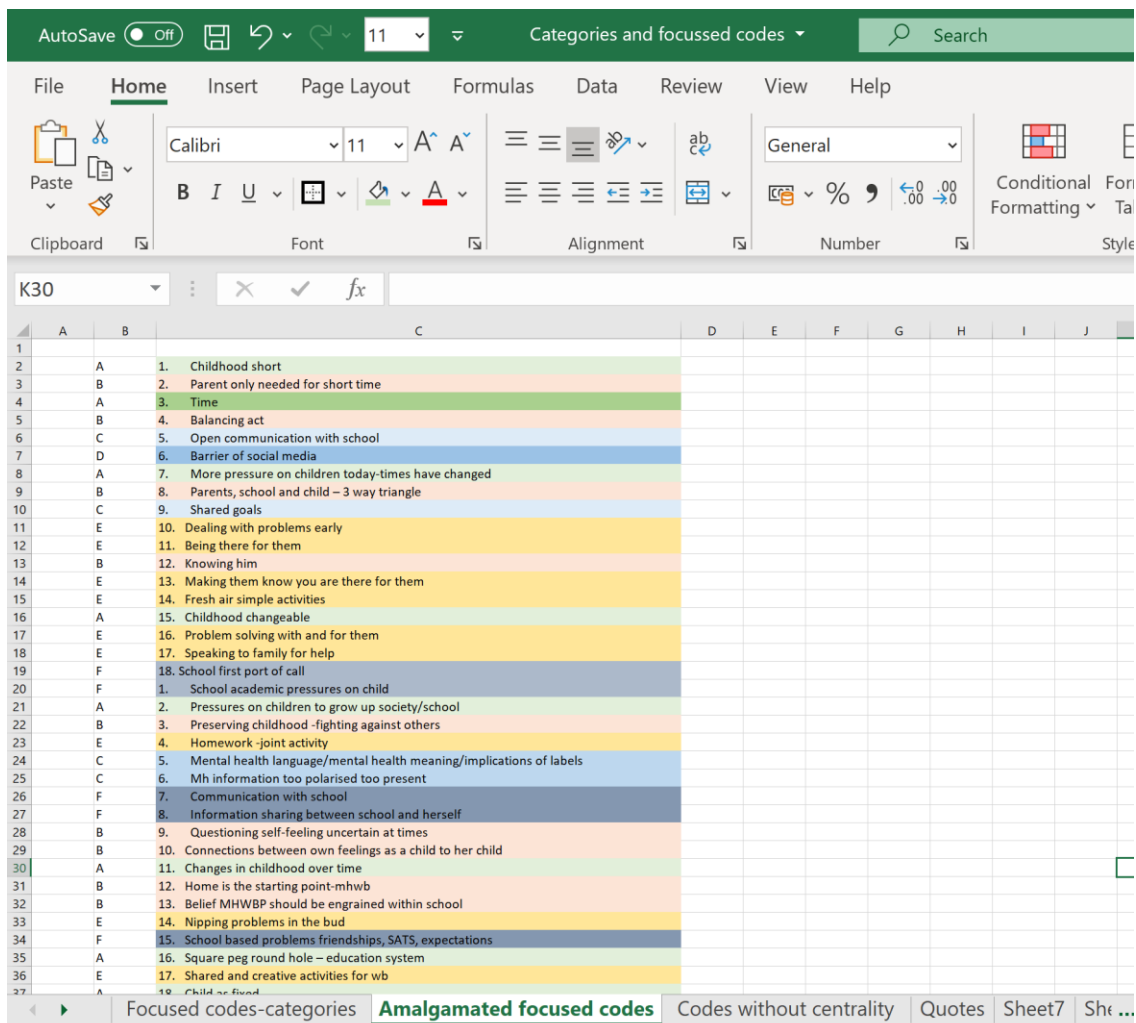 AutoSave Off 11 Categories and focussed codes Search
File Home Insert Page Layout Formulas Data Review View Help
Calibri 11 A A ab General
Paste B I U A % .00 .00 Conditional
Formatting
Clipboard Font Alignment Number
K30 fx
A B C D E F G H I J
1
2 A 1. Childhood short
3 B 2. Parent only needed for short time
4 A 3. Time
5 B 4. Balancing act
6 C 5. Open communication with school
7 D 6. Barrier of social media
8 A 7. More pressure on children today-times have changed
9 B 8. Parents, school and child – 3 way triangle
10 C 9. Shared goals
11 E 10. Dealing with problems early
12 E 11. Being there for them
13 B 12. Knowing him
14 E 13. Making them know you are there for them
15 E 14. Fresh air simple activities
16 A 15. Childhood changeable
17 E 16. Problem solving with and for them
18 E 17. Speaking to family for help
19 F 18. School first port of call
20 F 1. School academic pressures on child
21 A 2. Pressures on children to grow up society/school
22 B 3. Preserving childhood -fighting against others
23 E 4. Homework -joint activity
24 C 5. Mental health language/mental health meaning/implications of labels
25 C 6. Mh information too polarised too present
26 F 7. Communication with school
27 F 8. Information sharing between school and herself
28 B 9. Questioning self-feeling uncertain at times
29 B 10. Connections between own feelings as a child to her child
30 A 11. Changes in childhood over time
31 B 12. Home is the starting point-mhwb
32 B 13. Belief MHWBP should be engrained within school
33 E 14. Nipping problems in the bud
34 F 15. School based problems friendships, SATS, expectations
35 A 16. Square peg round hole – education system
36 E 17. Shared and creative activities for wb
37 A 18. Child as fixed
Focused codes-categories Amalgamated focused codes Codes without centrality Quotes Sheet7 She ...